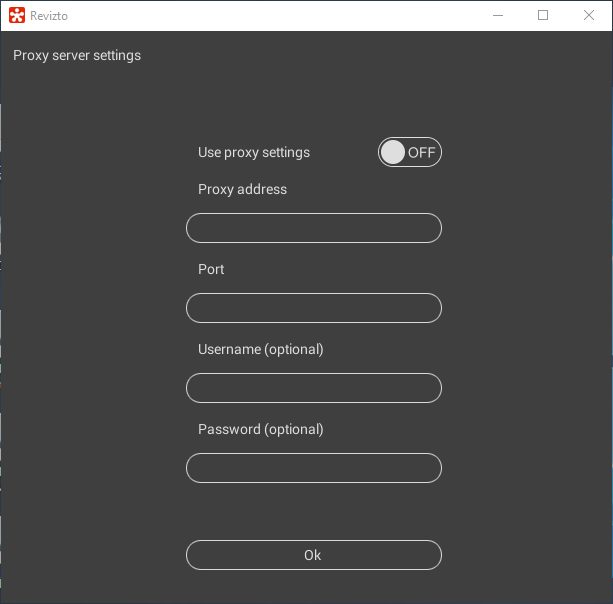 Revizto
Proxy server settings
Use proxy settings OFF
Proxy address
Port
Username (optional)
Password (optional)
Ok